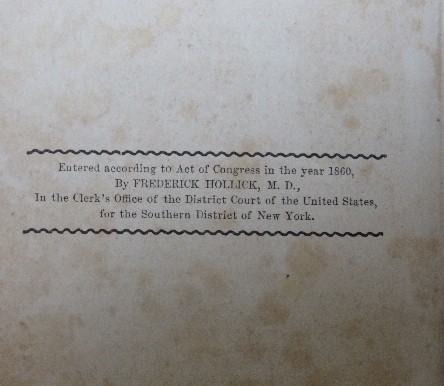 Entered according to Act of Congress in the year 1860,
By FREDERICK HOLLICK, M. D.,
In the Clerk's Office of the District Court of the United States,
for the Southern District of New York.